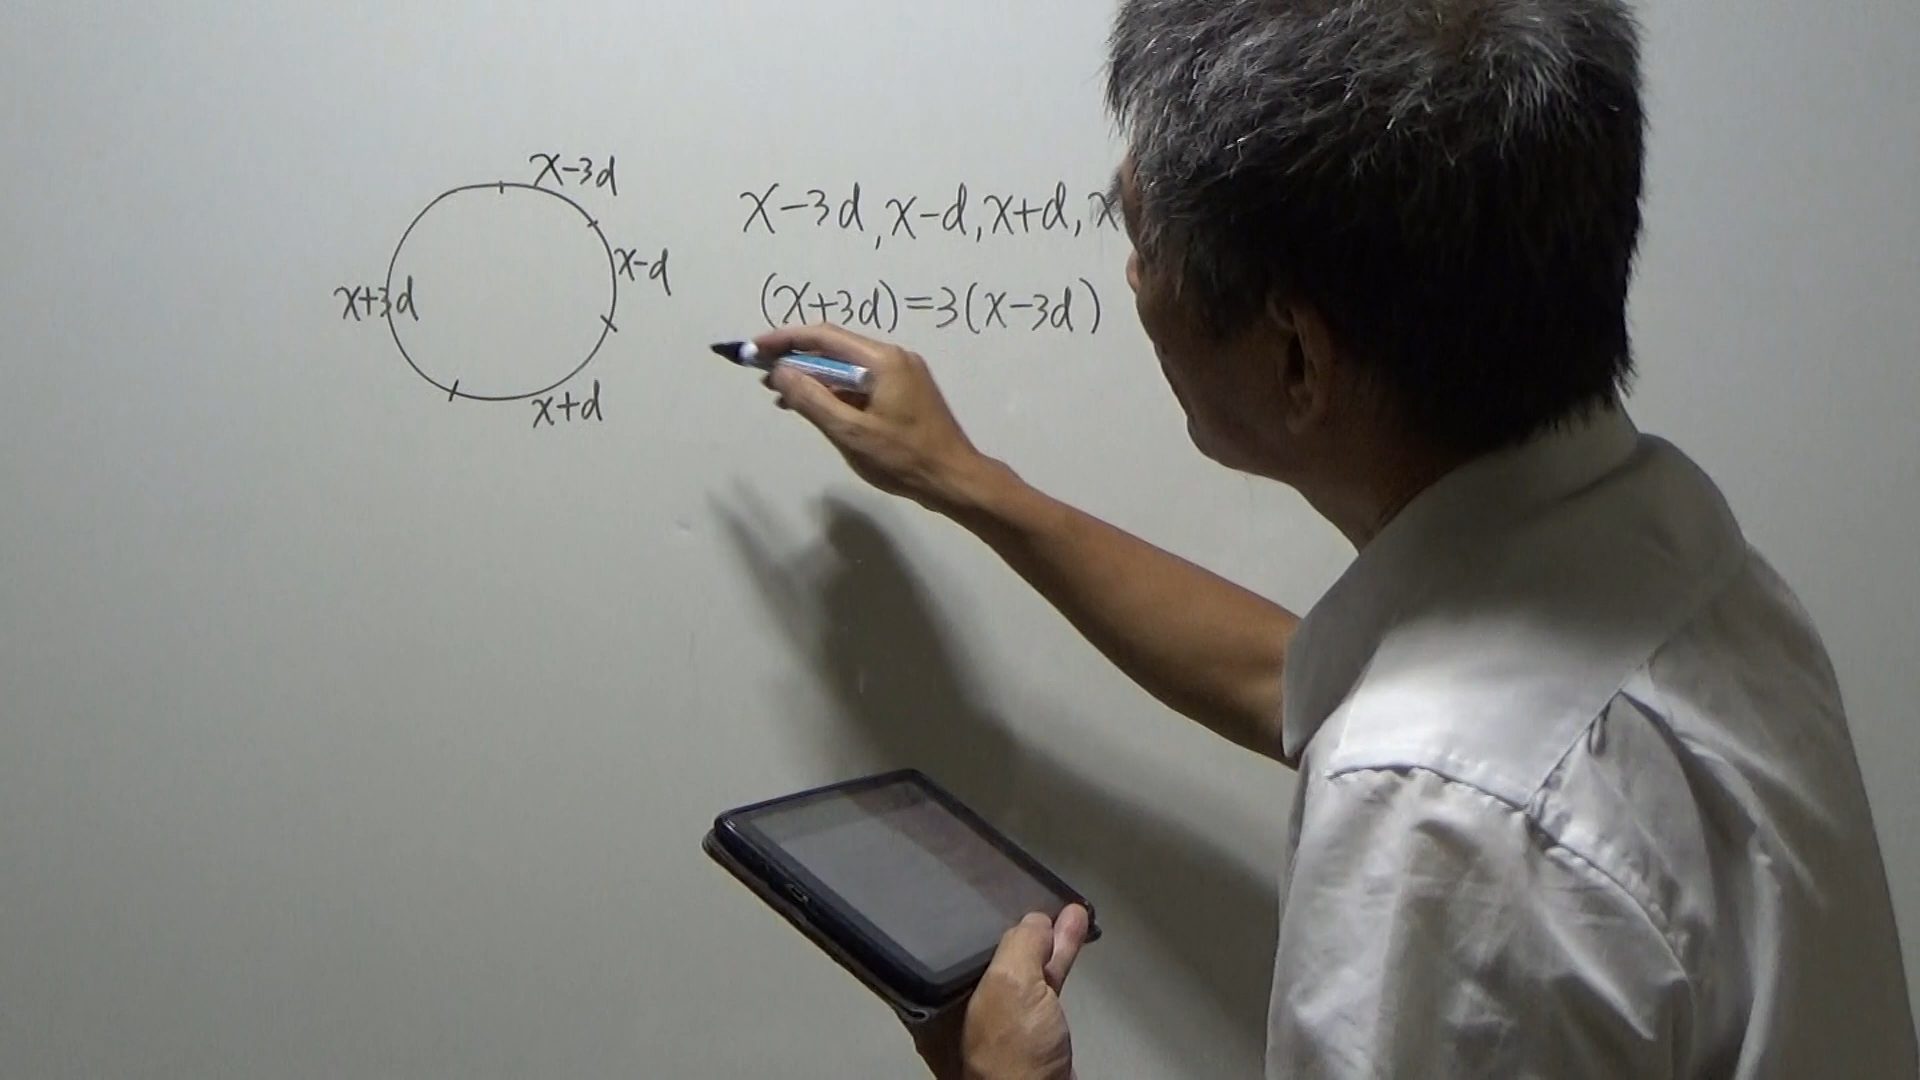 x-3d
x-d
x+3d
x+d
x-3d, x-d, x+d, x
(x+3d)=3(x-3d)